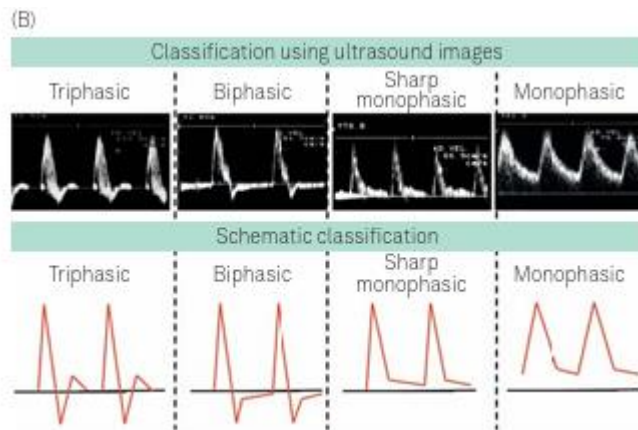 (B)
Classification using ultrasound images
Triphasic
Biphasic
Sharp
monophasic
Monophasic
Schematic classification
Triphasic
Biphasic
Sharp
monophasic
Monophasic